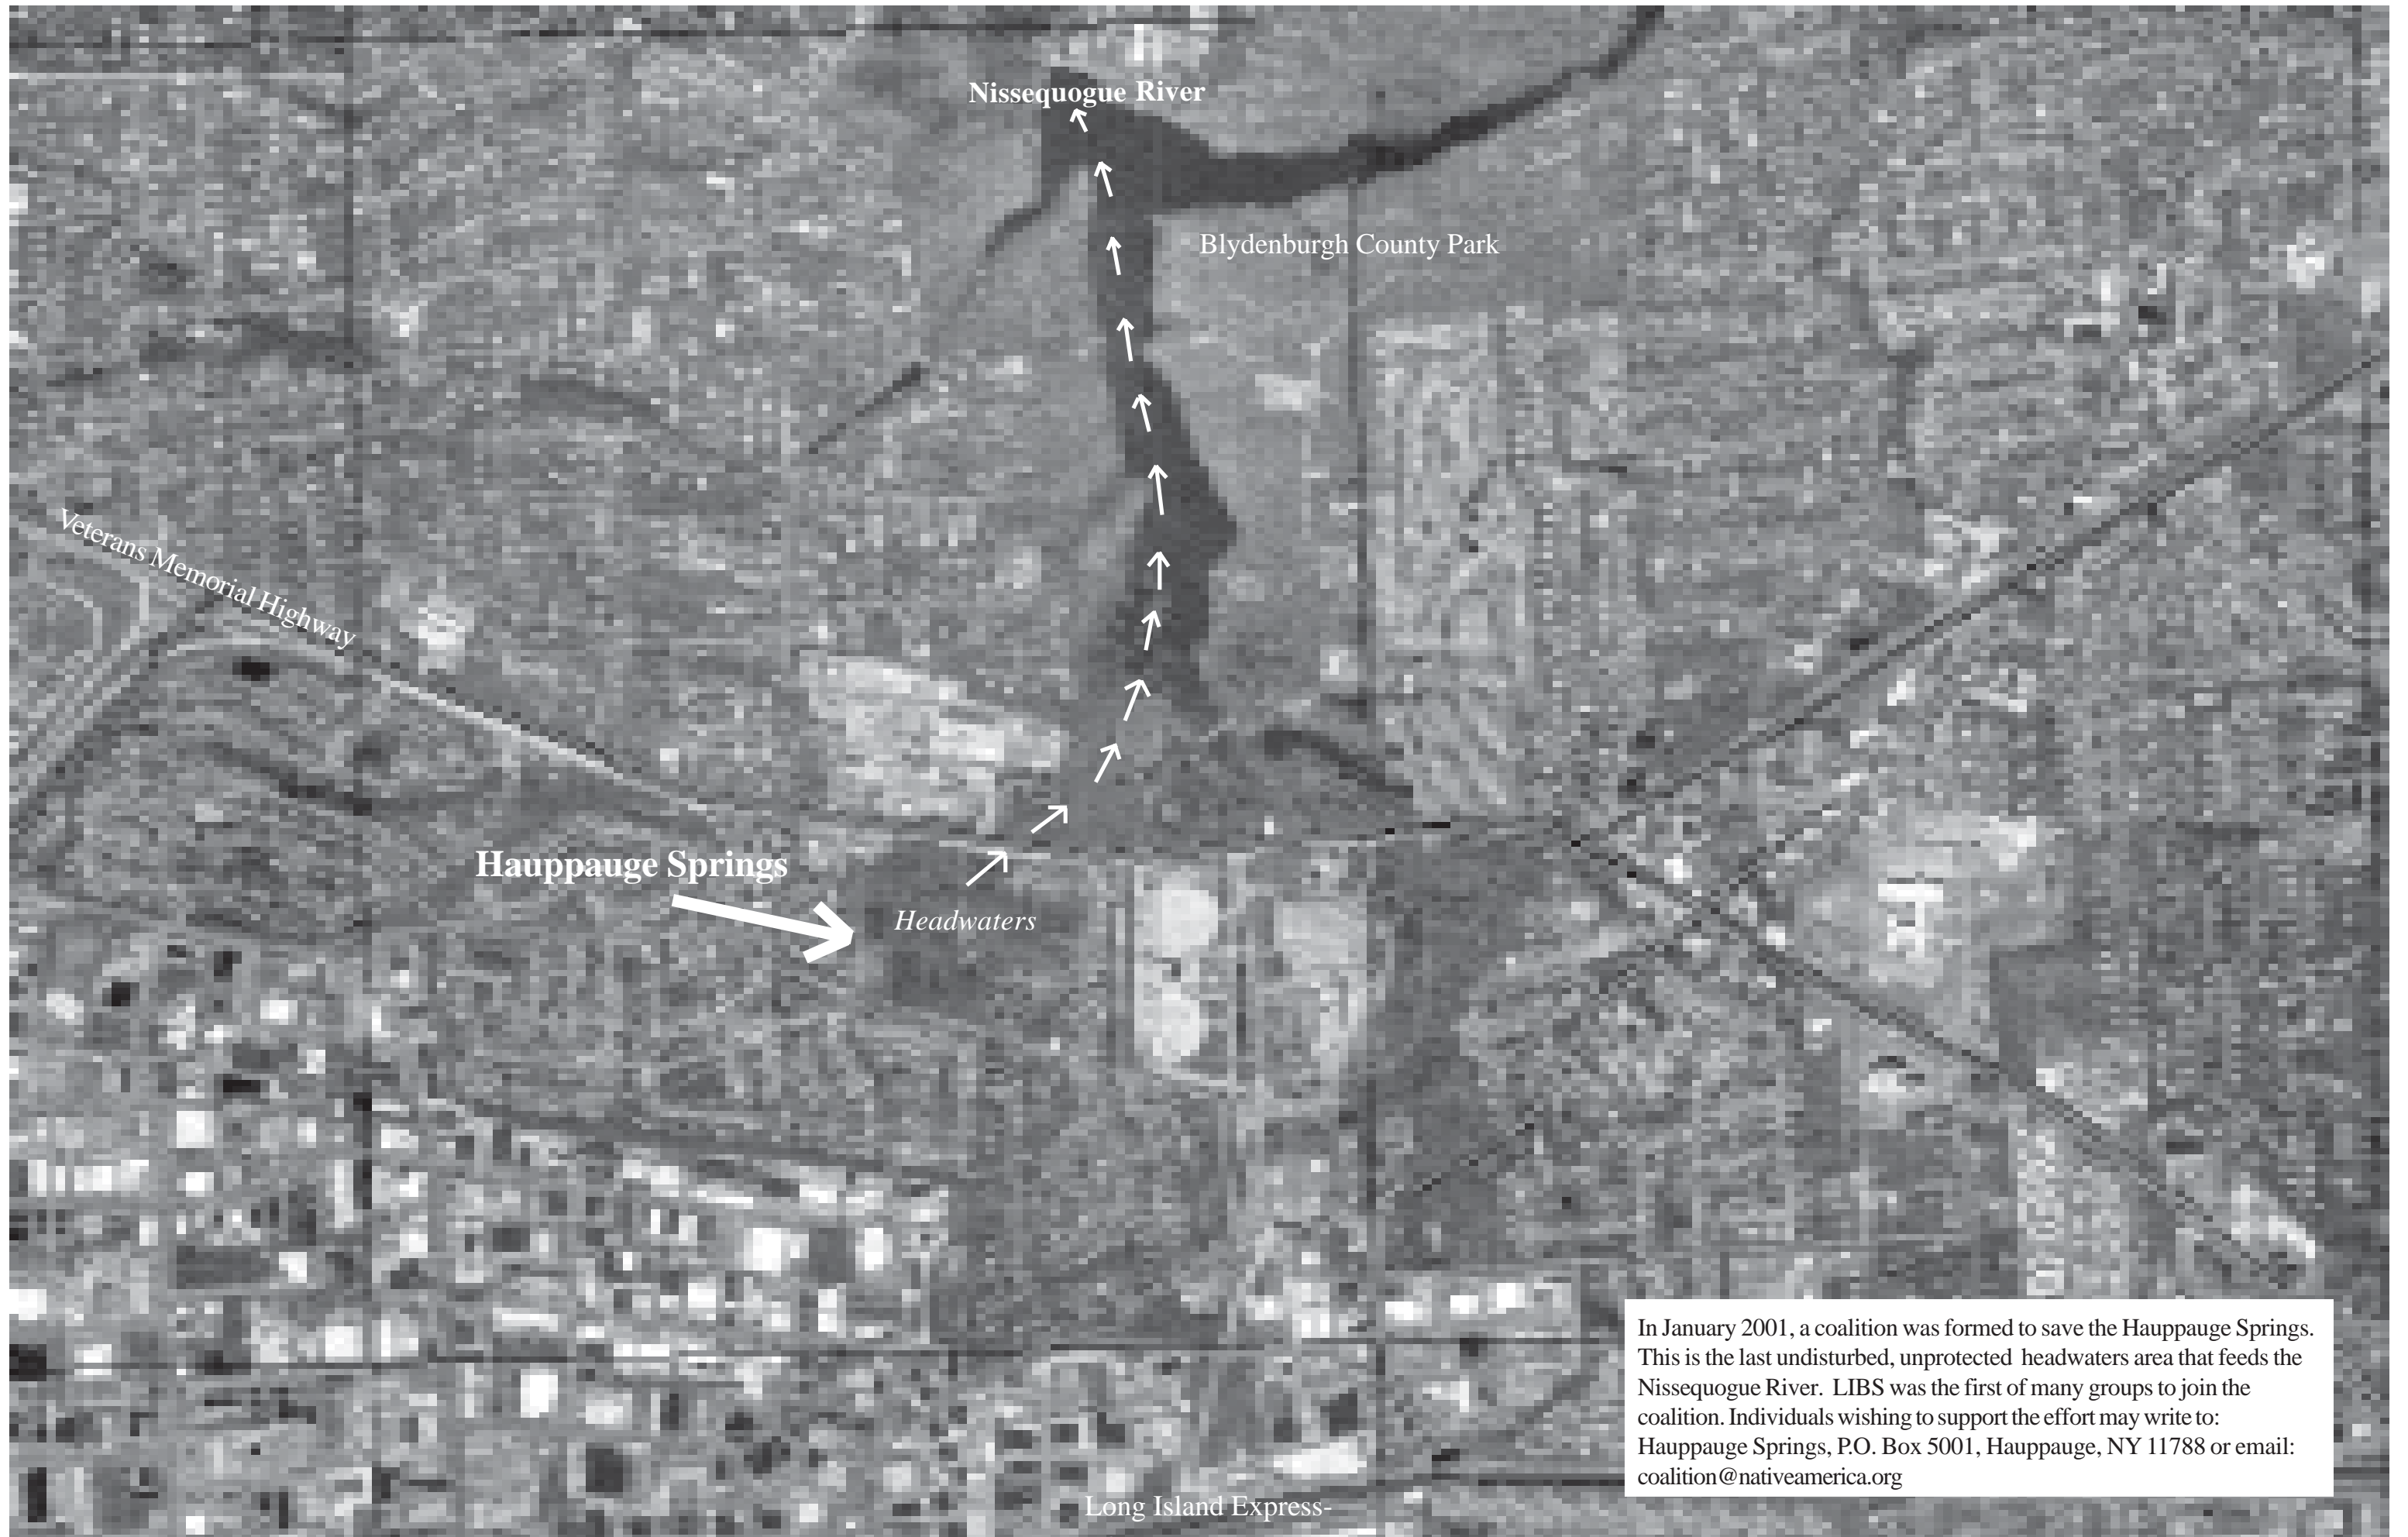 Nissequogue River
Blydenburgh County Park
Veterans Memorial Highway
Hauppauge Springs
Headwaters
In January 2001, a coalition was formed to save the Hauppauge Springs.
This is the last undisturbed, unprotected headwaters area that feeds the
Nissequogue River. LIBS was the first of many groups to join the
coalition. Individuals wishing to support the effort may write to:
Hauppauge Springs, P.O. Box 5001, Hauppauge, NY 11788 or email:
coalition@nativeamerica.org
Long Island Express-